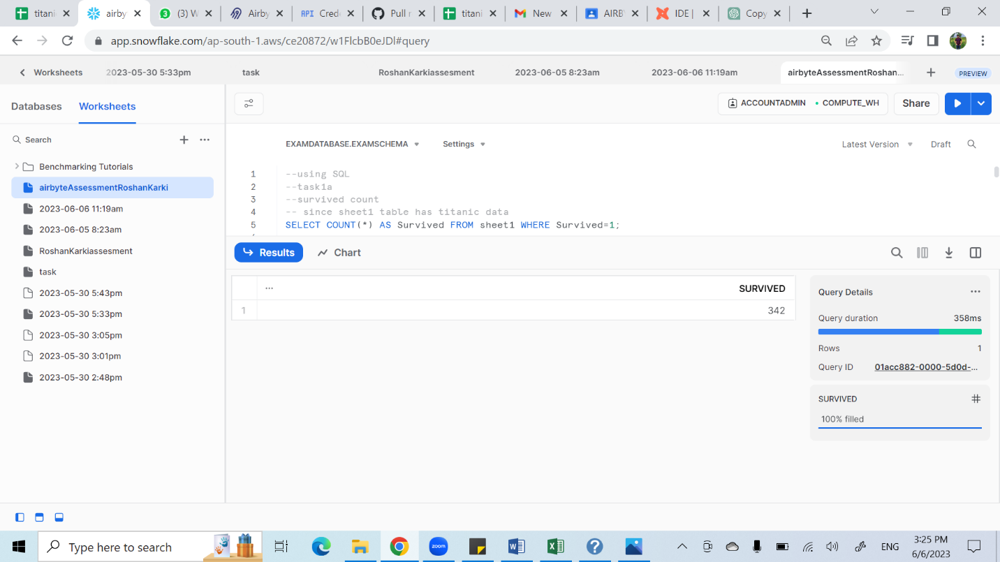 titani
airby
(3) W
Airby
API Cred
Pull r
titani
New
AIRB
IDE |
Copy
app.snowflake.com/ap-south-1.aws/ce20872/w1FlcbB0eJDl#query
Worksheets
2023-05-30 5:33pm
task
RoshanKarkiassesment
2023-06-05 8:23am
2023-06-06 11:19am
airbyteAssessmentRoshan...
PREVIEW
Databases
Worksheets
ACCOUNTADMIN
COMPUTE_WH
Share
Search
EXAMDATABASE.EXAMSCHEMA
Settings
Latest Version
Draft
Benchmarking Tutorials
airbyteAssessmentRoshanKarki
2023-06-06 11:19am
2023-06-05 8:23am
RoshanKarkiassesment
task
2023-05-30 5:43pm
2023-05-30 5:33pm
2023-05-30 3:05pm
2023-05-30 3:01pm
2023-05-30 2:48pm
1 --using SQL
2 --task1a
3 --survived count
4 -- since sheet1 table has titanic data
5 SELECT COUNT(*) AS Survived FROM sheet1 WHERE Survived=1;
Results
Chart
... SURVIVED
1 342
Query Details
Query duration 358ms
Rows 1
Query ID 01acc882-0000-5d0d-...
SURVIVED
100% filled
Type here to search
zoom
ENG
3:25 PM
6/6/2023